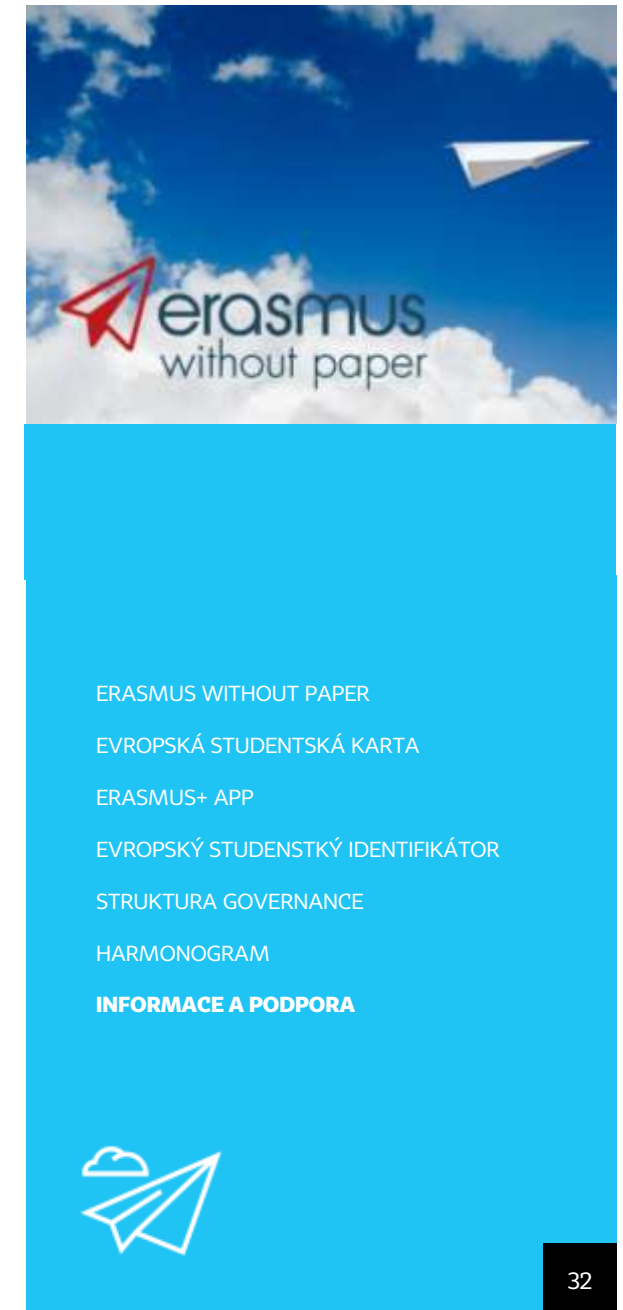 erasmus
without paper
ERASMUS WITHOUT PAPER
EVROPSKÁ STUDENTSKÁ KARTA
ERASMUS+ APP
EVROPSKÝ STUDENSTKÝ IDENTIFIKÁTOR
STRUKTURA GOVERNANCE
HARMONOGRAM
INFORMACE A PODPORA
32